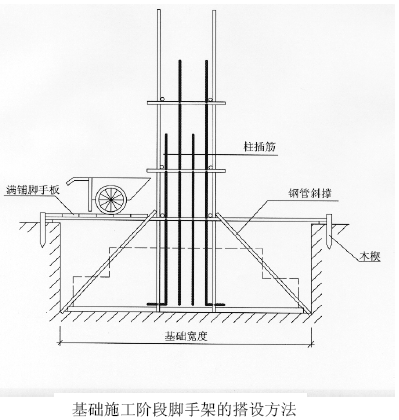 柱插筋
满铺脚手板
钢管斜撑
木楔
基础宽度
基础施工阶段脚手架的搭设方法